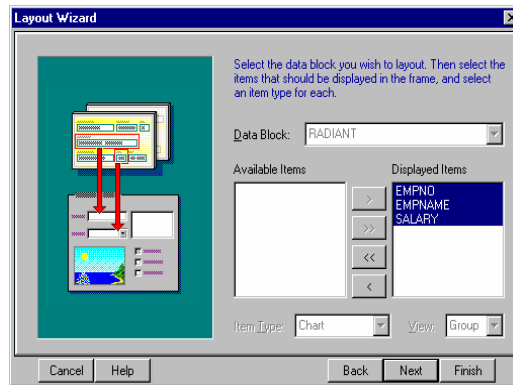 Layout Wizard
Select the data block you wish to layout. Then select the
items that should be displayed in the frame, and select
an item type for each.
Data Block: RADIANT
Available Items Displayed Items
EMPNO
EMPNAME
SALARY
>
>>
<<
<
Item Type: Chart View: Group
Cancel Help Back Next Finish